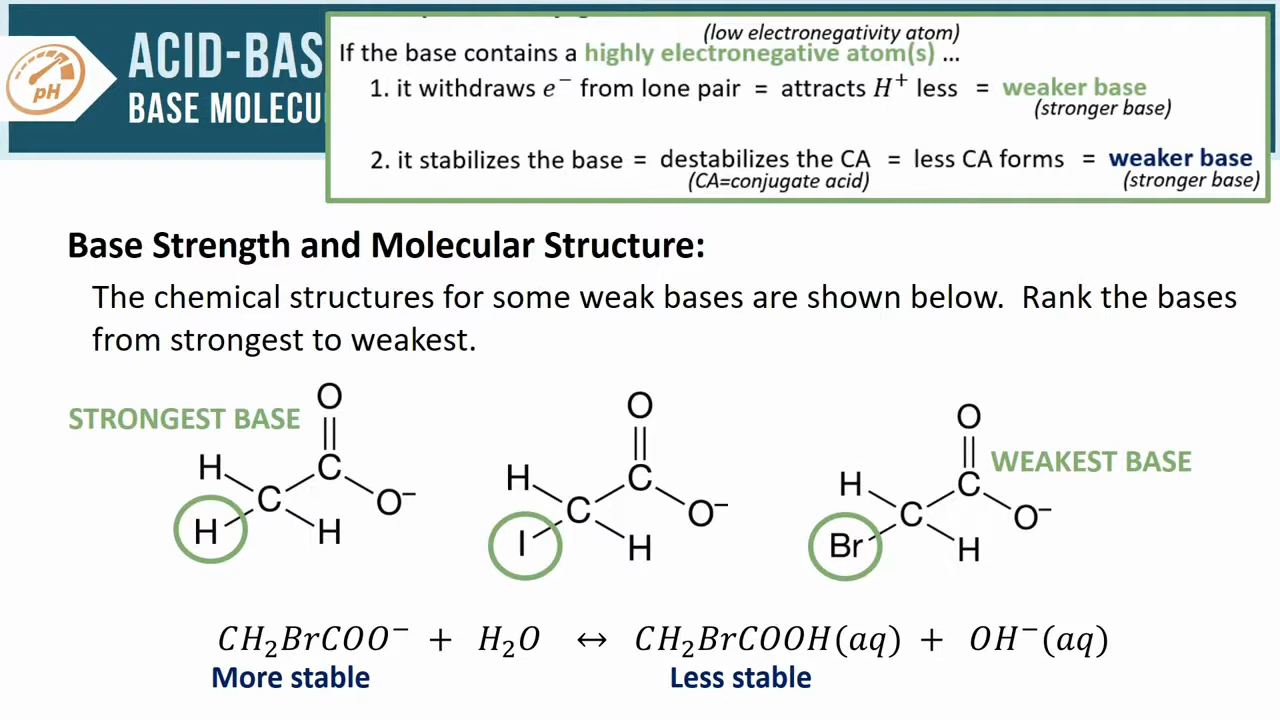 pH
ACID-BAS
BASE MOLECU
(low electronegativity atom)
If the base contains a highly electronegative atom(s) ...
1. it withdraws e⁻ from lone pair = attracts H⁺ less = weaker base
(stronger base)
2. it stabilizes the base = destabilizes the CA = less CA forms = weaker base
(CA=conjugate acid)
(stronger base)
Base Strength and Molecular Structure:
The chemical structures for some weak bases are shown below. Rank the bases
from strongest to weakest.
STRONGEST BASE
O
H
C
C
O⁻
H
H
O
H
C
C
O⁻
I
H
WEAKEST BASE
O
H
C
C
O⁻
Br
H
CH₂BrCOO⁻ + H₂O ↔ CH₂BrCOOH(aq) + OH⁻(aq)
More stable
Less stable